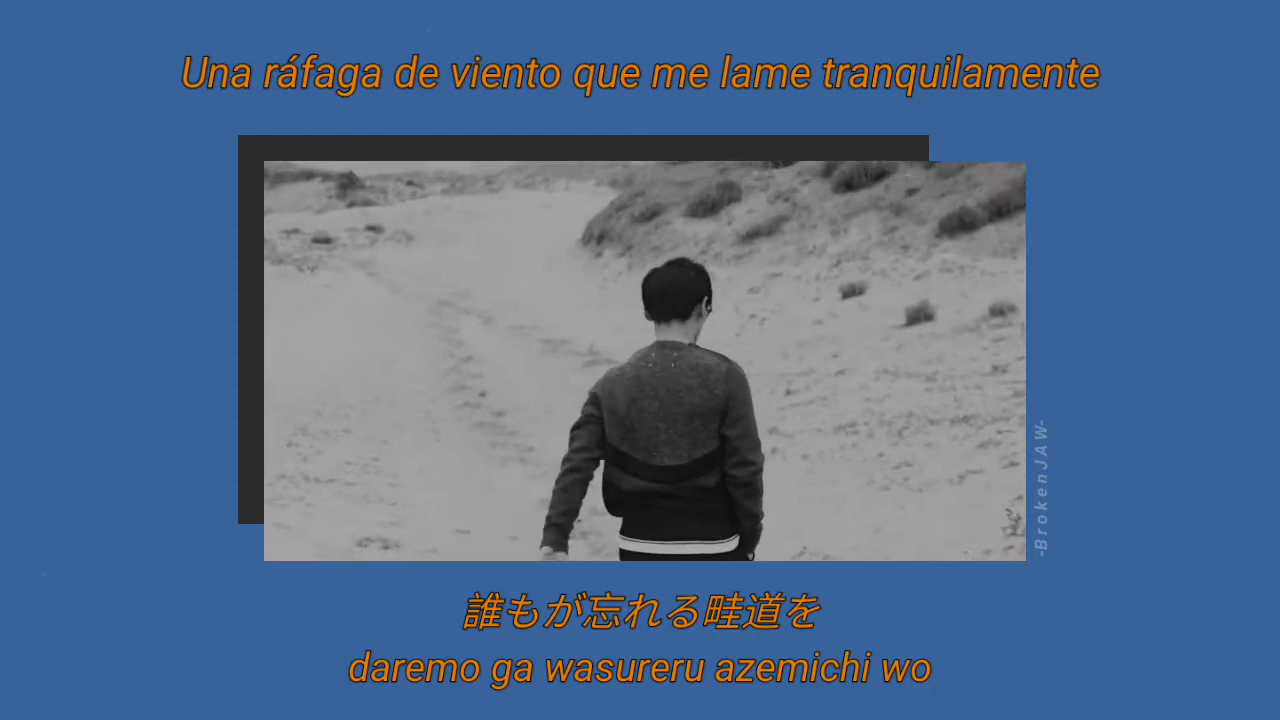 Una ráfaga de viento que me lame tranquilamente
-BrokenJAW-
誰もが忘れる畦道を
daremo ga wasureru azemichi wo